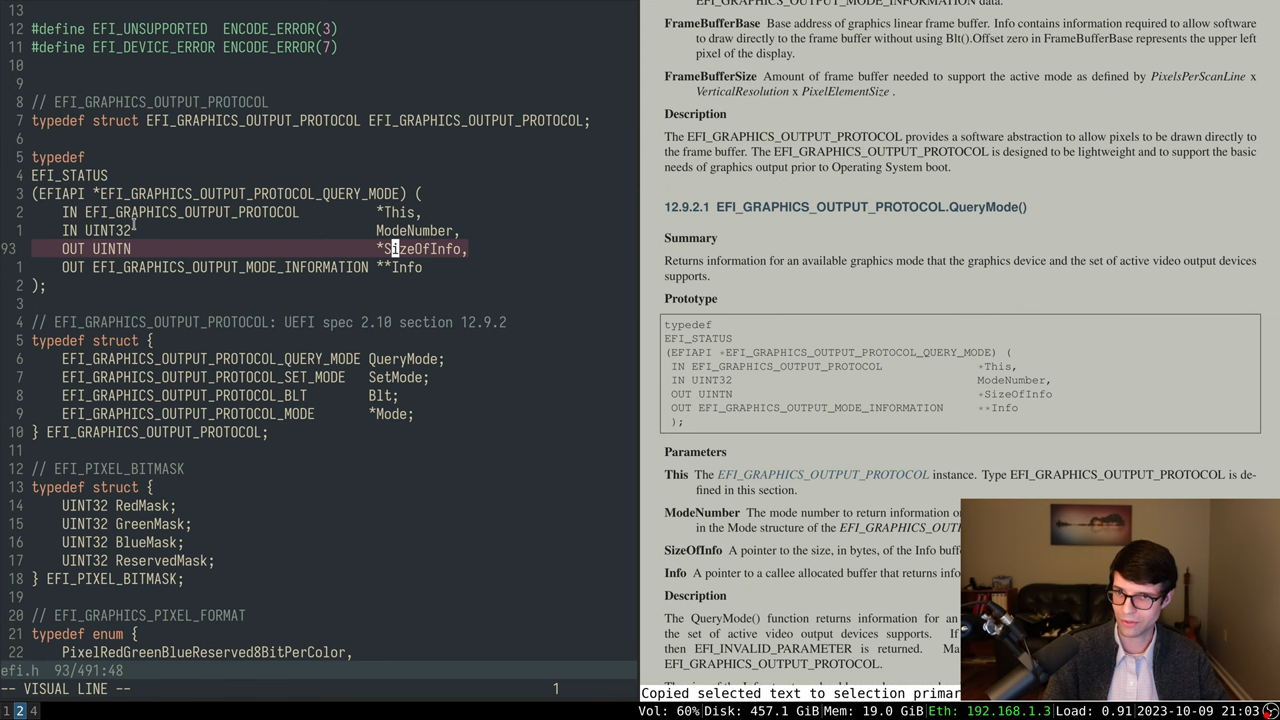 13
12 #define EFI_UNSUPPORTED  ENCODE_ERROR(3)
11 #define EFI_DEVICE_ERROR ENCODE_ERROR(7)
10
9
8 // EFI_GRAPHICS_OUTPUT_PROTOCOL
7 typedef struct EFI_GRAPHICS_OUTPUT_PROTOCOL EFI_GRAPHICS_OUTPUT_PROTOCOL;
6
5 typedef
4 EFI_STATUS
3 (EFIAPI *EFI_GRAPHICS_OUTPUT_PROTOCOL_QUERY_MODE) (
2     IN EFI_GRAPHICS_OUTPUT_PROTOCOL          *This,
1     IN UINT32                                ModeNumber,
93     OUT UINTN                                *SizeOfInfo,
1     OUT EFI_GRAPHICS_OUTPUT_MODE_INFORMATION **Info
2 );
3
4 // EFI_GRAPHICS_OUTPUT_PROTOCOL: UEFI spec 2.10 section 12.9.2
5 typedef struct {
6     EFI_GRAPHICS_OUTPUT_PROTOCOL_QUERY_MODE QueryMode;
7     EFI_GRAPHICS_OUTPUT_PROTOCOL_SET_MODE   SetMode;
8     EFI_GRAPHICS_OUTPUT_PROTOCOL_BLT        Blt;
9     EFI_GRAPHICS_OUTPUT_PROTOCOL_MODE       *Mode;
10 } EFI_GRAPHICS_OUTPUT_PROTOCOL;
11
12 // EFI_PIXEL_BITMASK
13 typedef struct {
14     UINT32 RedMask;
15     UINT32 GreenMask;
16     UINT32 BlueMask;
17     UINT32 ReservedMask;
18 } EFI_PIXEL_BITMASK;
19
20 // EFI_GRAPHICS_PIXEL_FORMAT
21 typedef enum {
22     PixelRedGreenBlueReserved8BitPerColor,
efi.h  93/491:48
-- VISUAL LINE -- 1
EFI_GRAPHICS_OUTPUT_MODE_INFORMATION data.
FrameBufferBase Base address of graphics linear frame buffer. Info contains information required to allow software
to draw directly to the frame buffer without using Blt().Offset zero in FrameBufferBase represents the upper left
pixel of the display.
FrameBufferSize Amount of frame buffer needed to support the active mode as defined by PixelsPerScanLine x
VerticalResolution x PixelElementSize .
Description
The EFI_GRAPHICS_OUTPUT_PROTOCOL provides a software abstraction to allow pixels to be drawn directly to
the frame buffer. The EFI_GRAPHICS_OUTPUT_PROTOCOL is designed to be lightweight and to support the basic
needs of graphics output prior to Operating System boot.
12.9.2.1 EFI_GRAPHICS_OUTPUT_PROTOCOL.QueryMode()
Summary
Returns information for an available graphics mode that the graphics device and the set of active video output devices
supports.
Prototype
typedef
EFI_STATUS
(EFIAPI *EFI_GRAPHICS_OUTPUT_PROTOCOL_QUERY_MODE) (
IN EFI_GRAPHICS_OUTPUT_PROTOCOL *This,
IN UINT32 ModeNumber,
OUT UINTN *SizeOfInfo
OUT EFI_GRAPHICS_OUTPUT_MODE_INFORMATION **Info
);
Parameters
This The EFI_GRAPHICS_OUTPUT_PROTOCOL instance. Type EFI_GRAPHICS_OUTPUT_PROTOCOL is de-
fined in this section.
ModeNumber The mode number to return information o
in the Mode structure of the EFI_GRAPHICS_OUT
SizeOfInfo A pointer to the size, in bytes, of the Info buff
Info A pointer to a callee allocated buffer that returns info
Description
The QueryMode() function returns information for an
the set of active video output devices supports. If
then EFI_INVALID_PARAMETER is returned. Ma
EFI_GRAPHICS_OUTPUT_PROTOCOL.
Copied selected text to selection primar
1 2 4
Vol: 60%|Disk: 457.1 GiB|Mem: 19.0 GiB|Eth: 192.168.1.3|Load: 0.91|2023-10-09 21:03